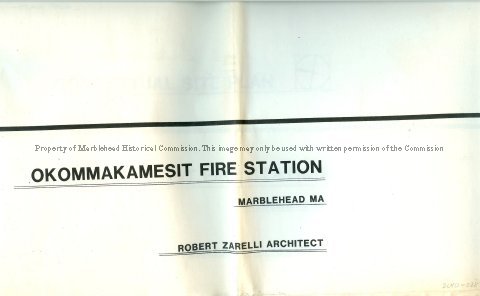 Property of Marblehead Historical Commission. This image may only be used with written permission of the Commission
OKOMMAKAMESIT FIRE STATION
MARBLEHEAD MA
ROBERT ZARELLI ARCHITECT